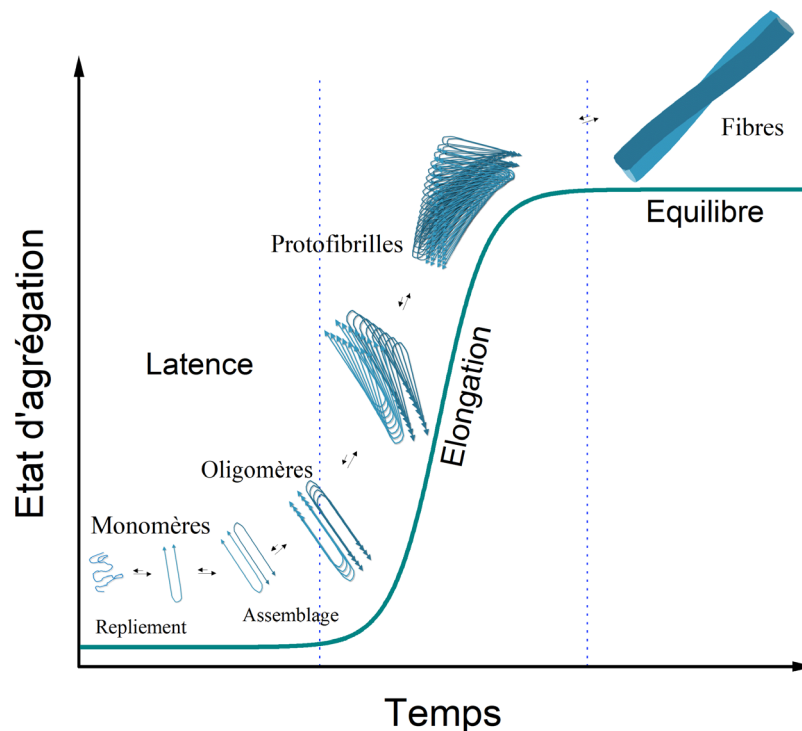 Fibres
Equilibre
Protofibrilles
Latence
Elongation
Oligomères
Monomères
Assemblage
Repliement
Etat d'agrégation
Temps